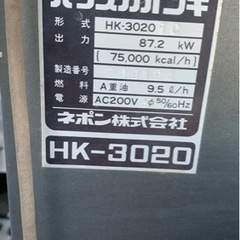 ハウスカオンキ
形式 HK-3020
出力 87.2 kW
[75,000 kcal/h]
製造番号
燃料 A重油 9.5 ℓ/h
電源 AC200V φ 50/60Hz
ネポン株式会社
HK-3020